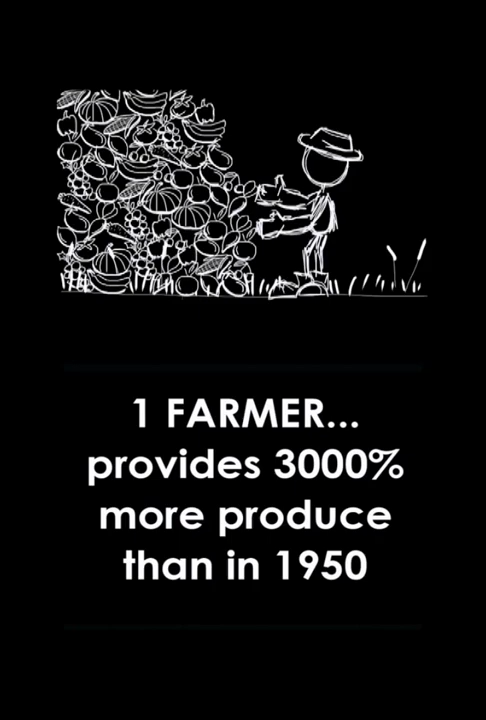 1 FARMER...
provides 3000%
more produce
than in 1950